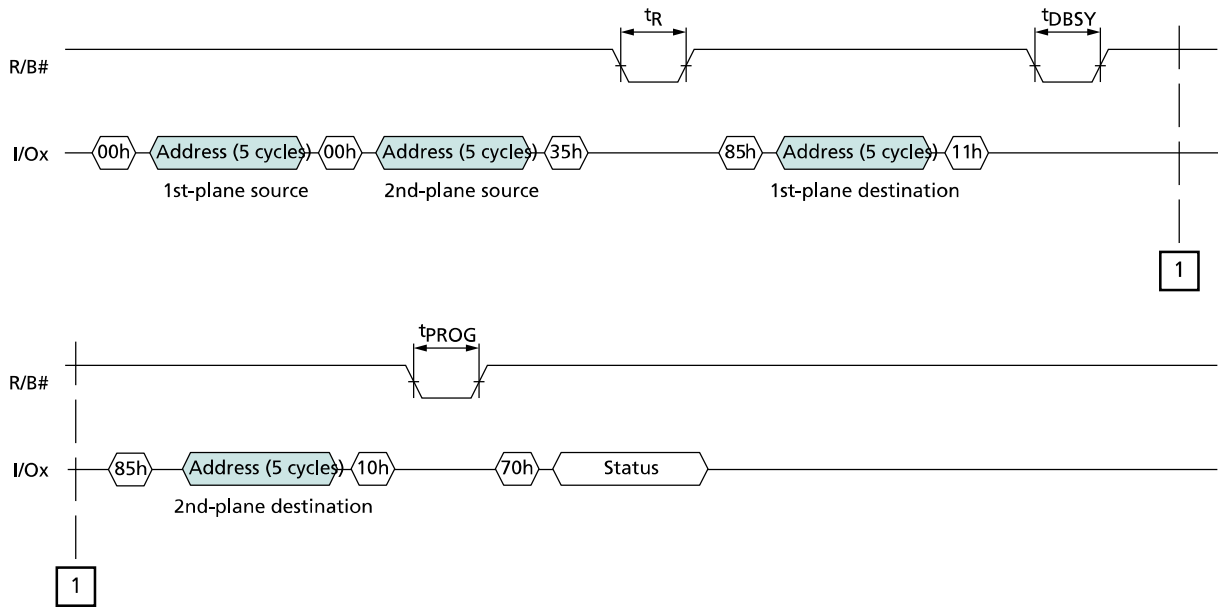 tR tDBSY
R/B#
I/Ox 00h Address (5 cycles) 00h Address (5 cycles) 35h 85h Address (5 cycles) 11h
1st-plane source 2nd-plane source 1st-plane destination
1
tPROG
R/B#
I/Ox 85h Address (5 cycles) 10h 70h Status
2nd-plane destination
1